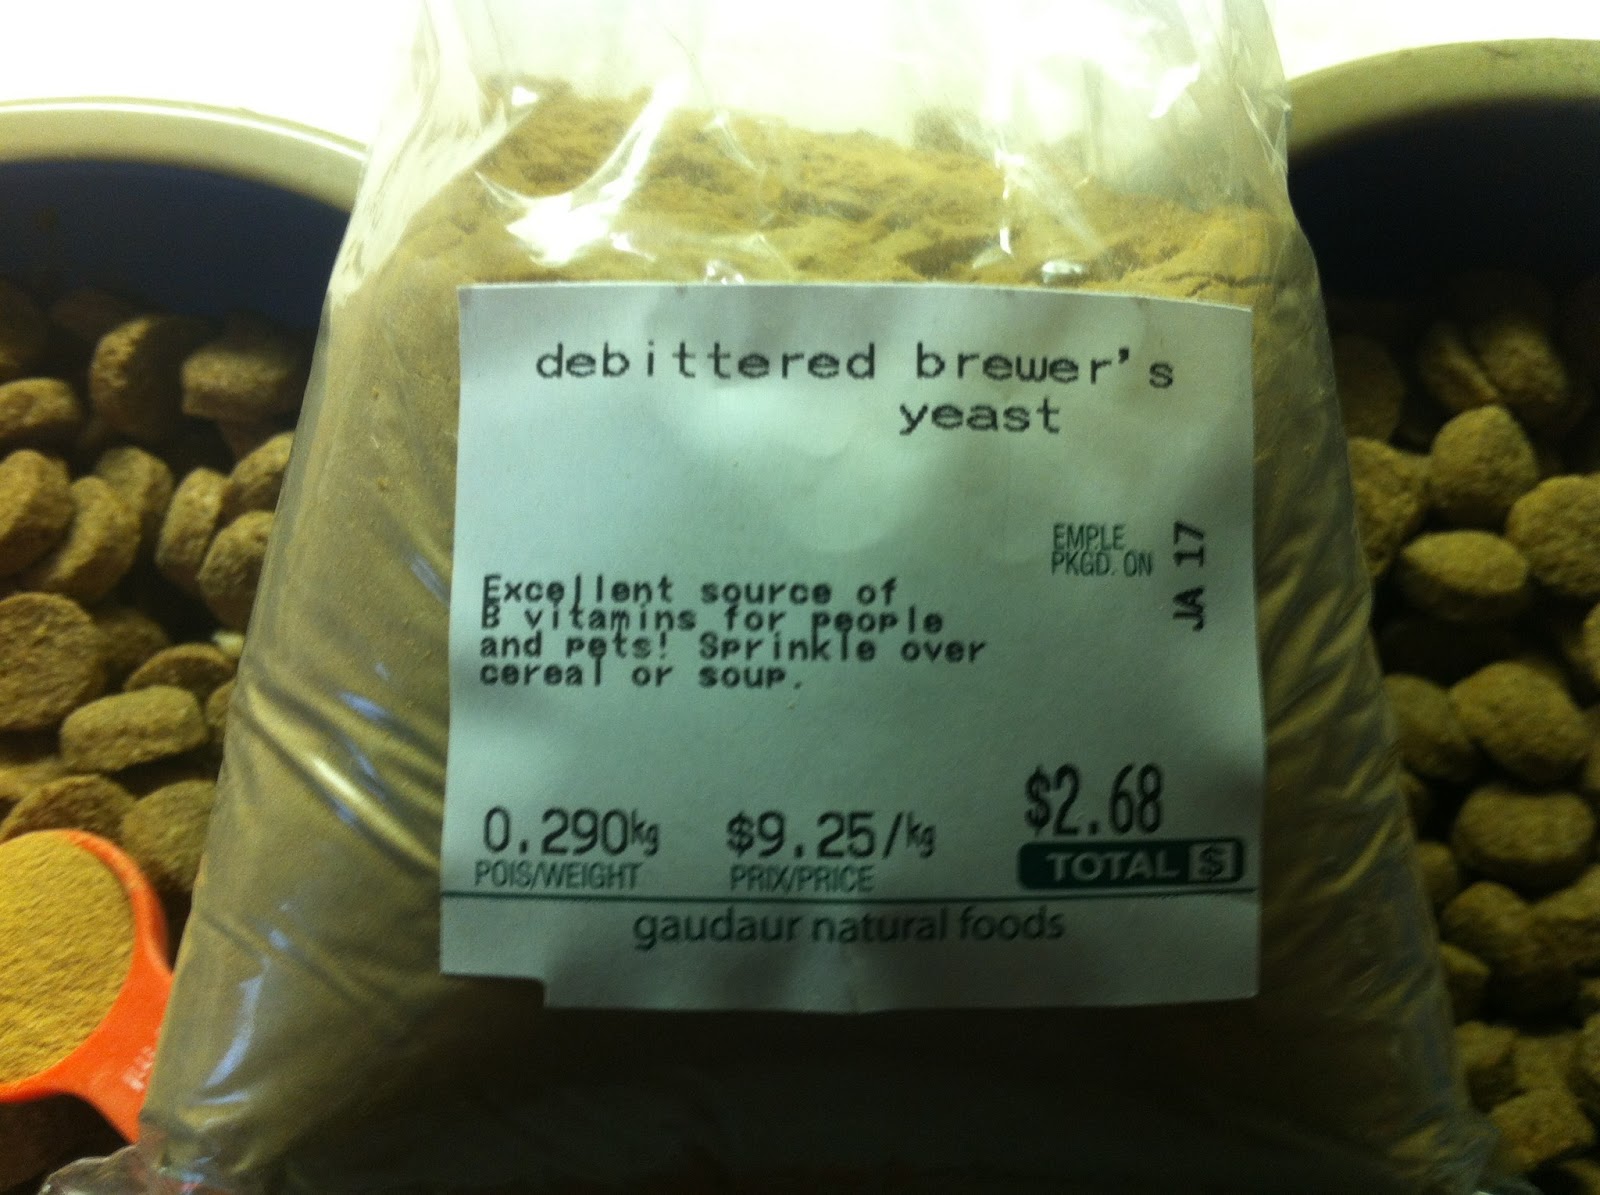 debittered brewer's
yeast
EMPLE
PKGD. ON
JA 17
Excellent source of
B vitamins for people
and pets! Sprinkle over
cereal or soup.
0.290kg
POIS/WEIGHT
$9.25/kg
PRIX/PRICE
$2.68
TOTAL $
gaudaur natural foods